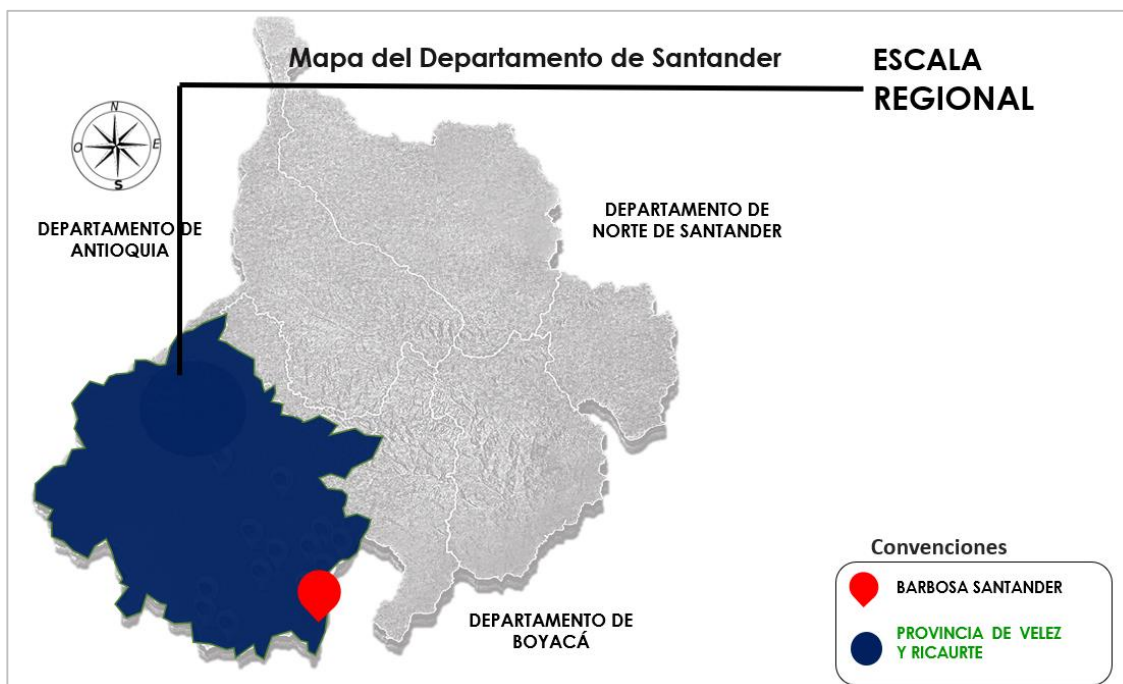 Mapa del Departamento de Santander
ESCALA
REGIONAL
N
O
E
S
DEPARTAMENTO DE
ANTIOQUIA
DEPARTAMENTO DE
NORTE DE SANTANDER
DEPARTAMENTO DE
BOYACÁ
Convenciones
BARBOSA SANTANDER
PROVINCIA DE VELEZ
Y RICAURTE